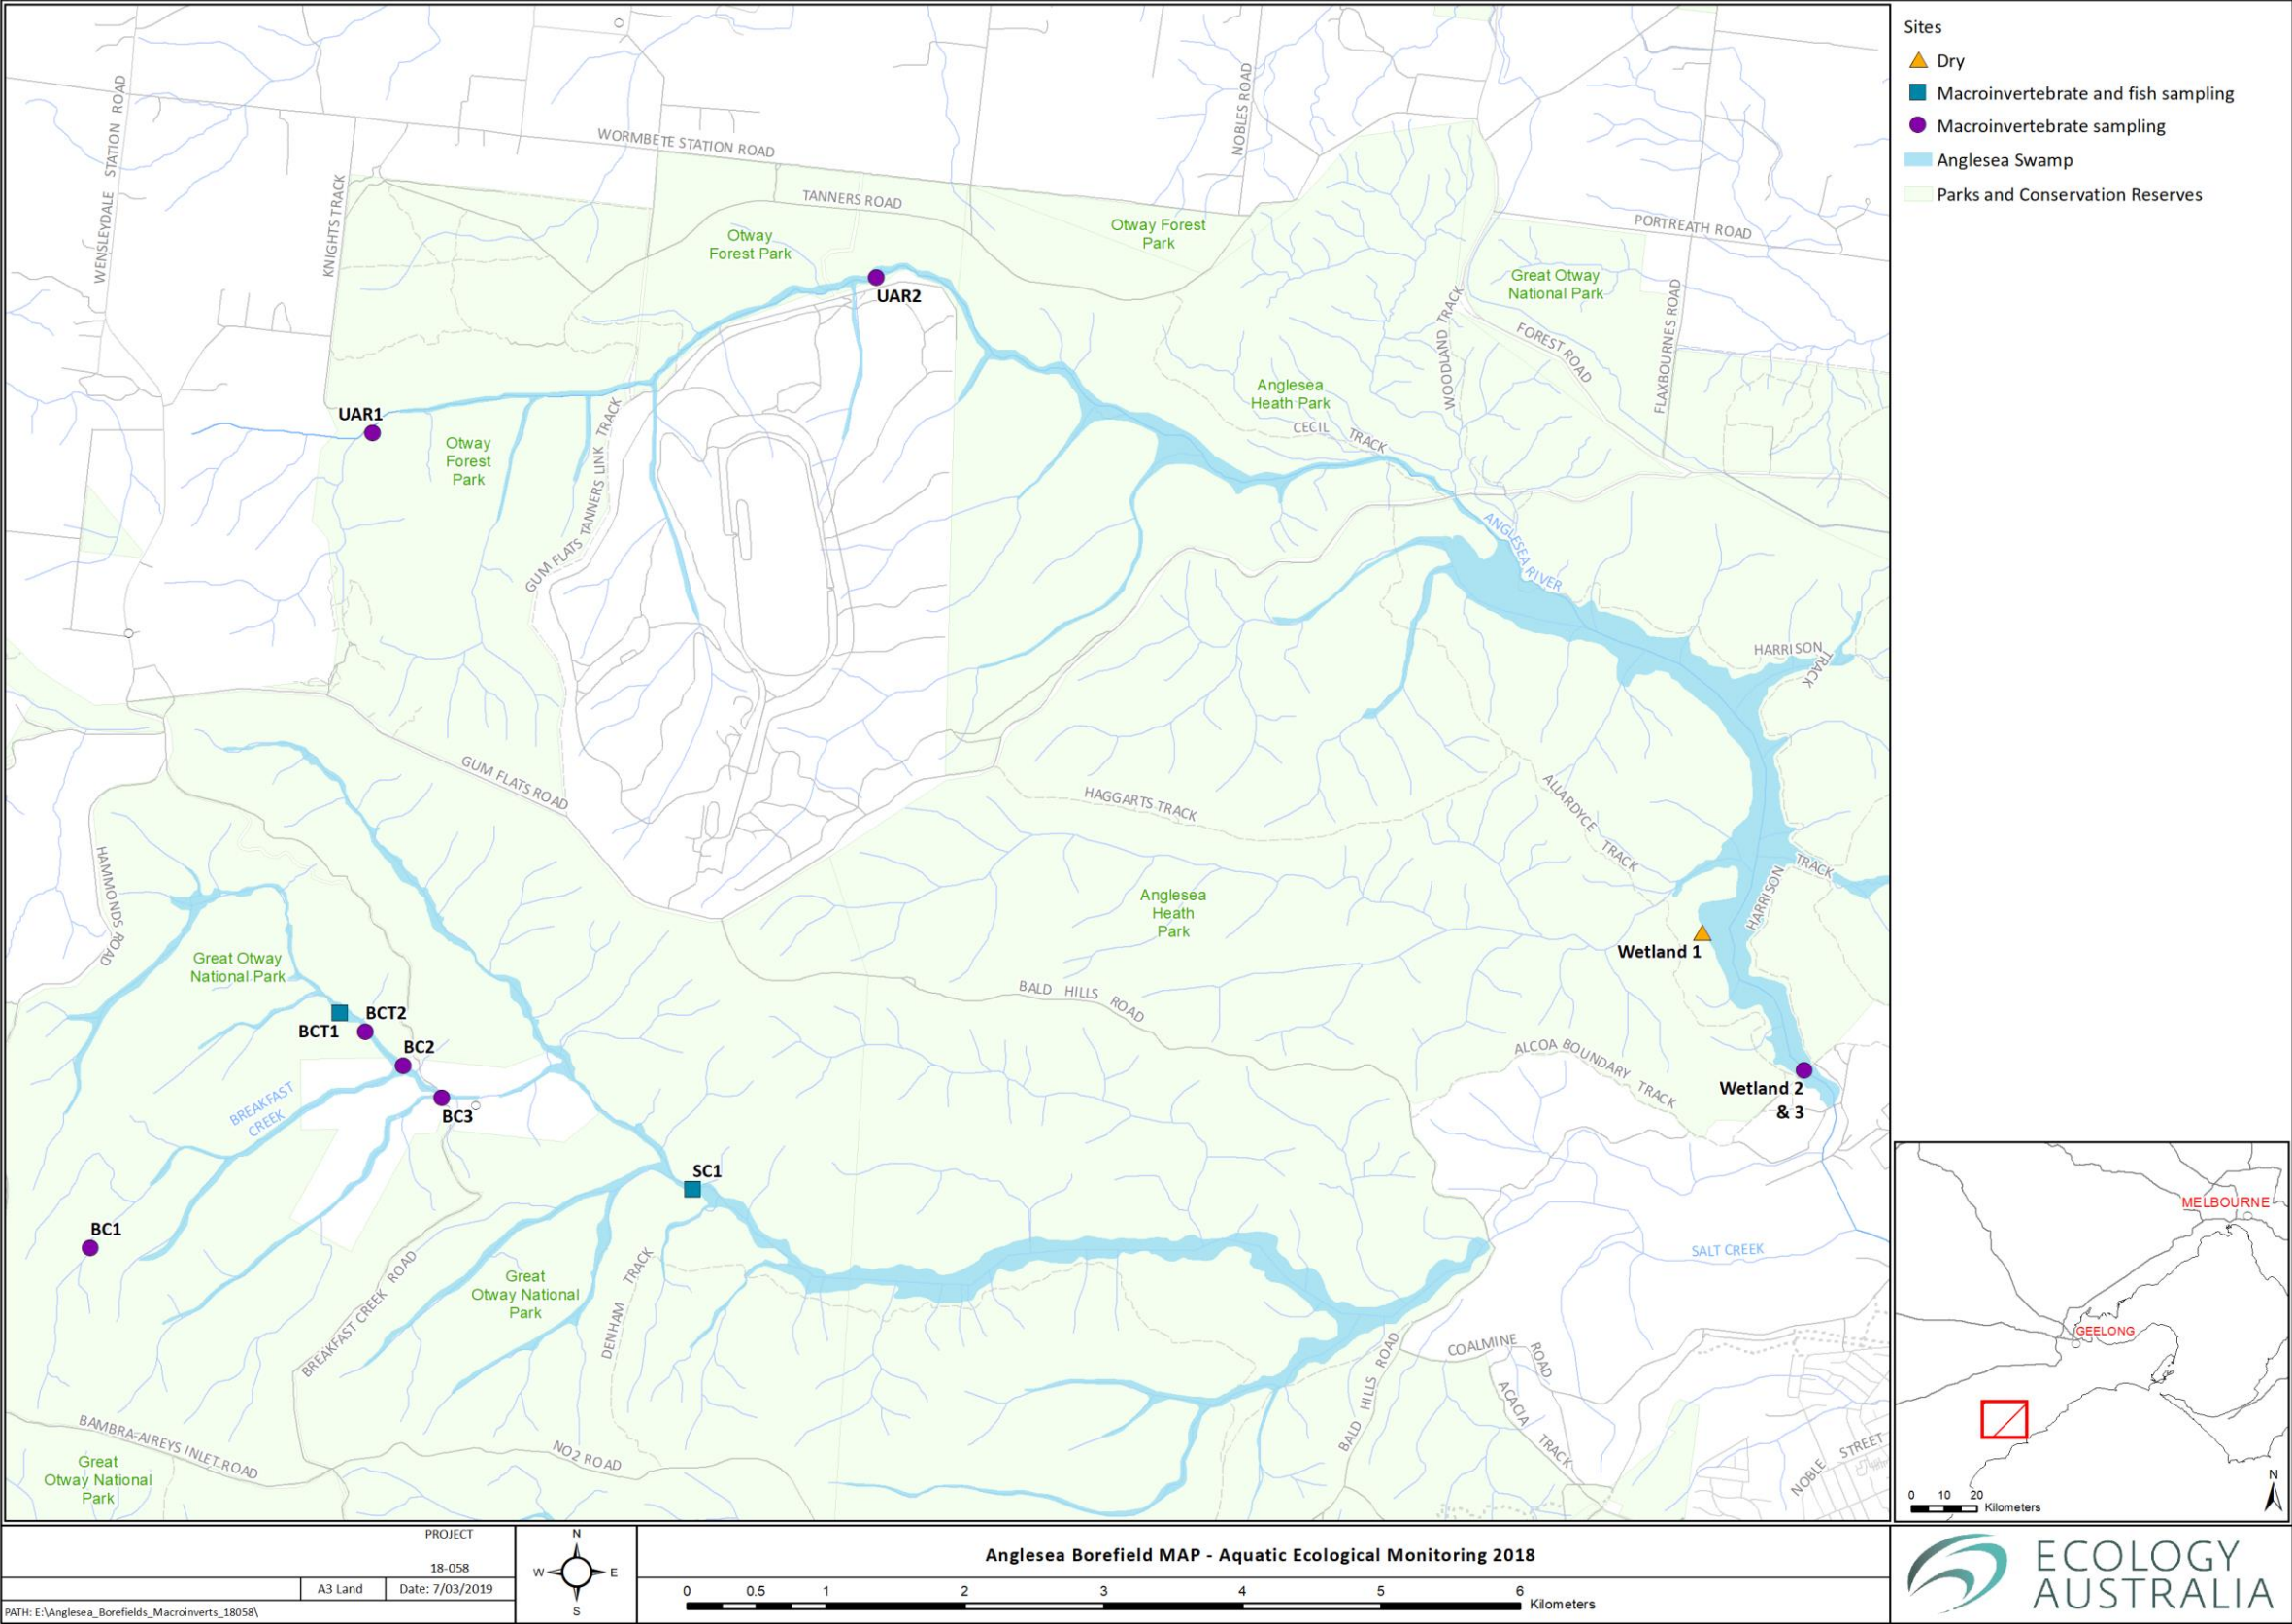 Sites
Dry
Macroinvertebrate and fish sampling
Macroinvertebrate sampling
Anglesea Swamp
Parks and Conservation Reserves
WENSLEYDALE STATION ROAD
KNIGHTS TRACK
WORMBETE STATION ROAD
TANNERS ROAD
NOBLES ROAD
Otway
Forest Park
Otway Forest
Park
PORTREATH ROAD
Great Otway
National Park
UAR2
WOODLAND TRACK
FOREST ROAD
FLAXBOURNES ROAD
Anglesea
Heath Park
CECIL TRACK
UAR1
Otway
Forest
Park
GUM FLATS TANNERS LINK TRACK
ANGLESEA RIVER
HARRISON TRACK
GUM FLATS ROAD
HAGGARTS TRACK
ALLARDYCE TRACK
HAMMONDS ROAD
Anglesea
Heath
Park
HARRISON TRACK
Wetland 1
Great Otway
National Park
BALD HILLS ROAD
BCT2
BCT1
BC2
ALCOA BOUNDARY TRACK
Wetland 2
& 3
BREAKFAST
CREEK
BC3
SC1
BC1
SALT CREEK
Great
Otway National
Park
DENHAM TRACK
BREAKFAST CREEK ROAD
BALD HILLS ROAD
COALMINE ROAD
ACACIA TRACK
BAMBRA-AIREYS INLET ROAD
NO2 ROAD
NOBLE STREET
Great
Otway National
Park
MELBOURNE
GEELONG
N
0 10 20
Kilometers
PROJECT
18-058
A3 Land
Date: 7/03/2019
PATH: E:\Anglesea_Borefields_Macroinverts_18058\
N
W
E
S
Anglesea Borefield MAP - Aquatic Ecological Monitoring 2018
0 0.5 1 2 3 4 5 6
Kilometers
ECOLOGY
AUSTRALIA